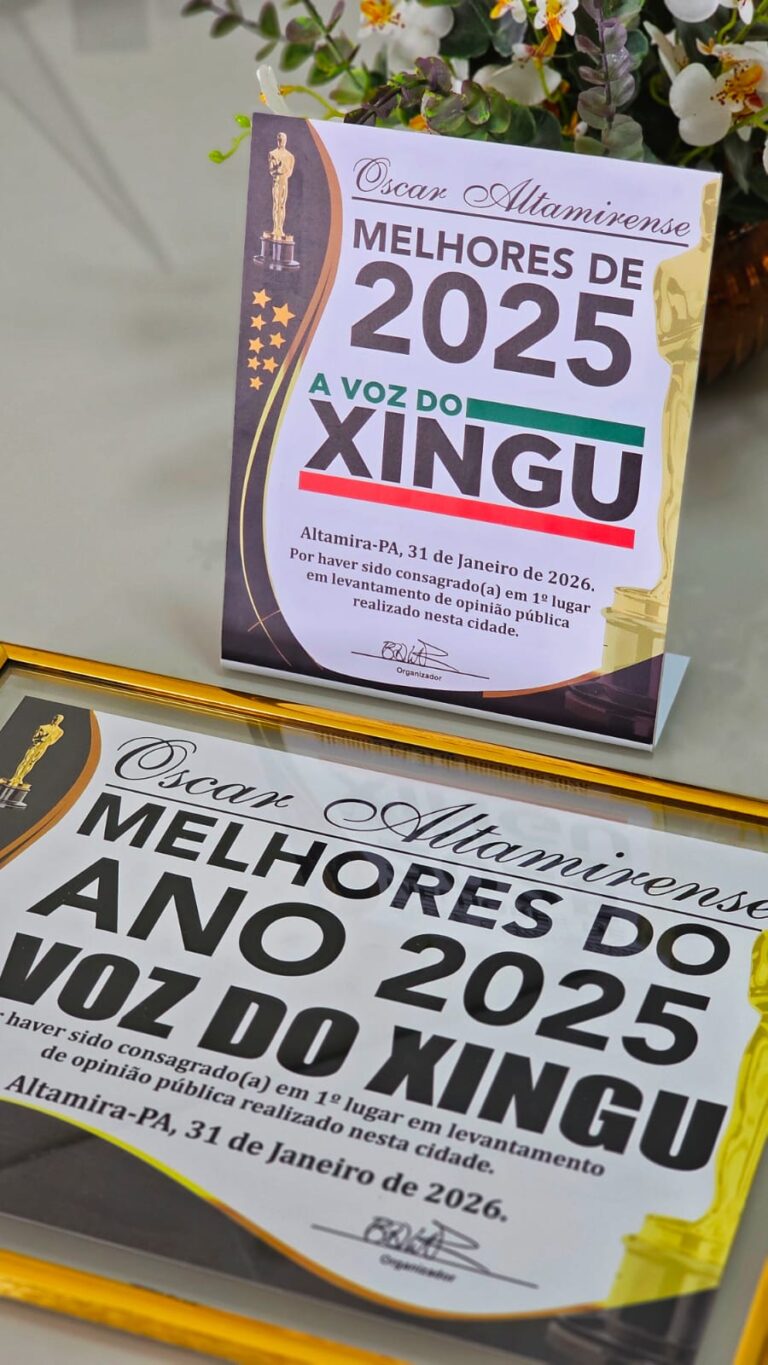 Oscar Altamirense
MELHORES DE
2025
A VOZ DO
XINGU
Altamira-PA, 31 de Janeiro de 2026.
Por haver sido consagrado(a) em 1º lugar
em levantamento de opinião pública
realizado nesta cidade.
Organizador
Oscar Altamirense
MELHORES DO
ANO 2025
VOZ DO XINGU
haver sido consagrado(a) em 1º lugar em levantamento
de opinião pública realizado nesta cidade.
Altamira-PA, 31 de Janeiro de 2026.
Organizador